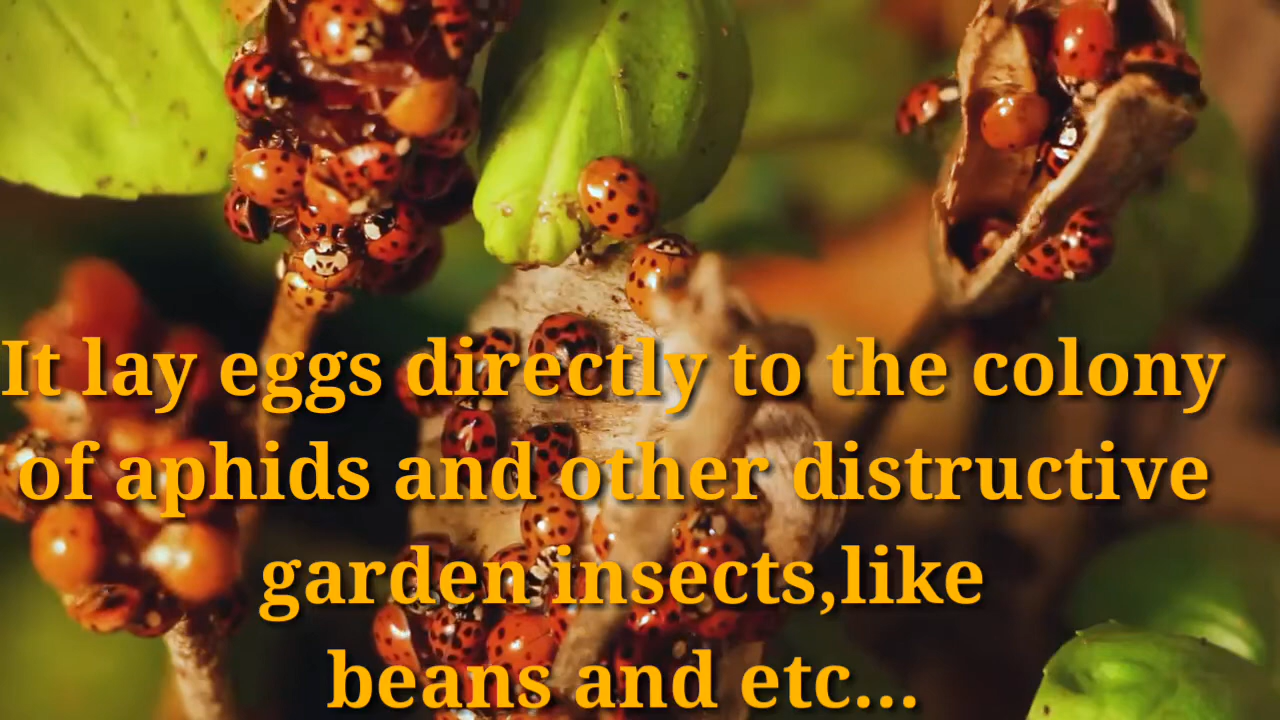 It lay eggs directly to the colony
of aphids and other distructive
garden insects,like
beans and etc...